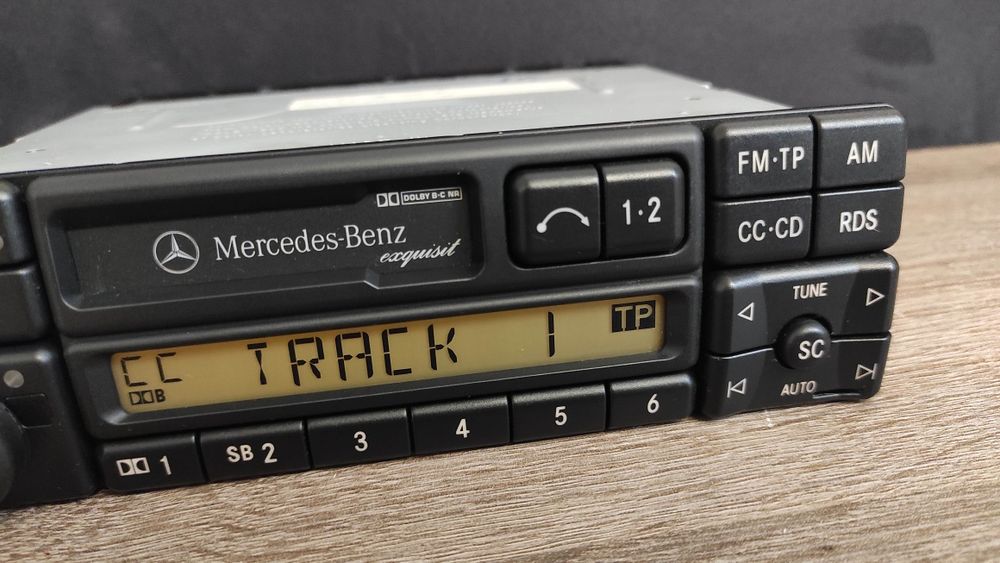 DOLBY B·C NR
Mercedes-Benz
exquisit
1·2
FM·TP
AM
CC·CD
RDS
TUNE
SC
AUTO
CC TRACK 1 TP
B
1
SB 2
3
4
5
6